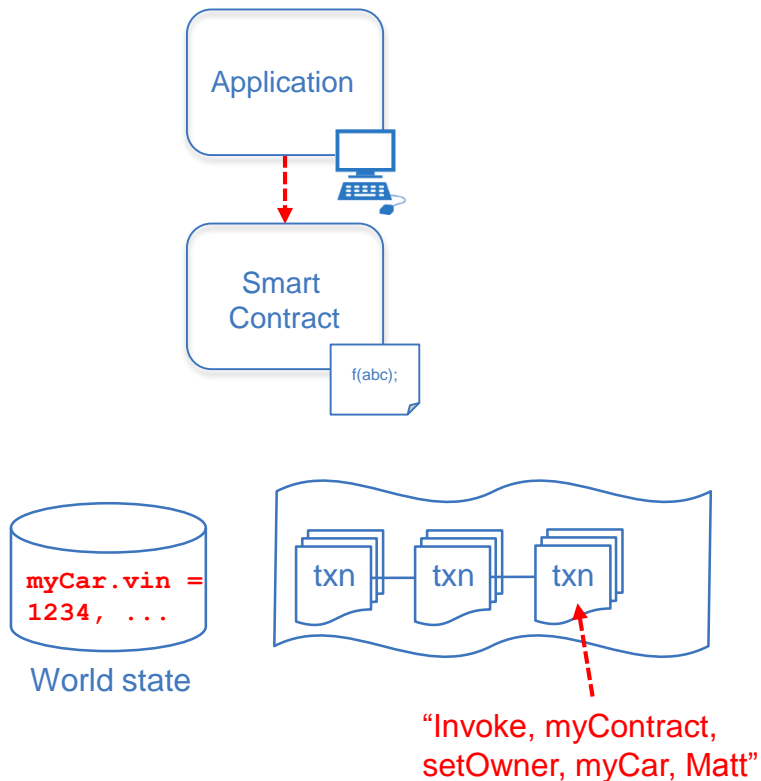 Application
Smart
Contract
f(abc);
myCar.vin =
1234, ...
World state
txn
txn
txn
“Invoke, myContract,
setOwner, myCar, Matt”